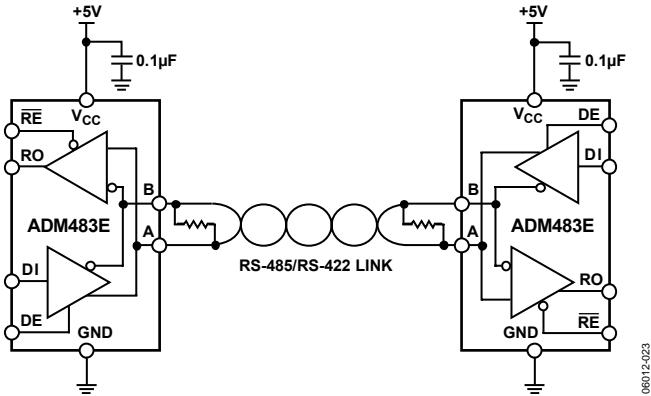 +5V
0.1µF
VCC
RE
RO
B
ADM483E
A
DI
DE
GND
RS-485/RS-422 LINK
+5V
0.1µF
VCC
DE
DI
B
ADM483E
A
RO
GND
RE
06012-023